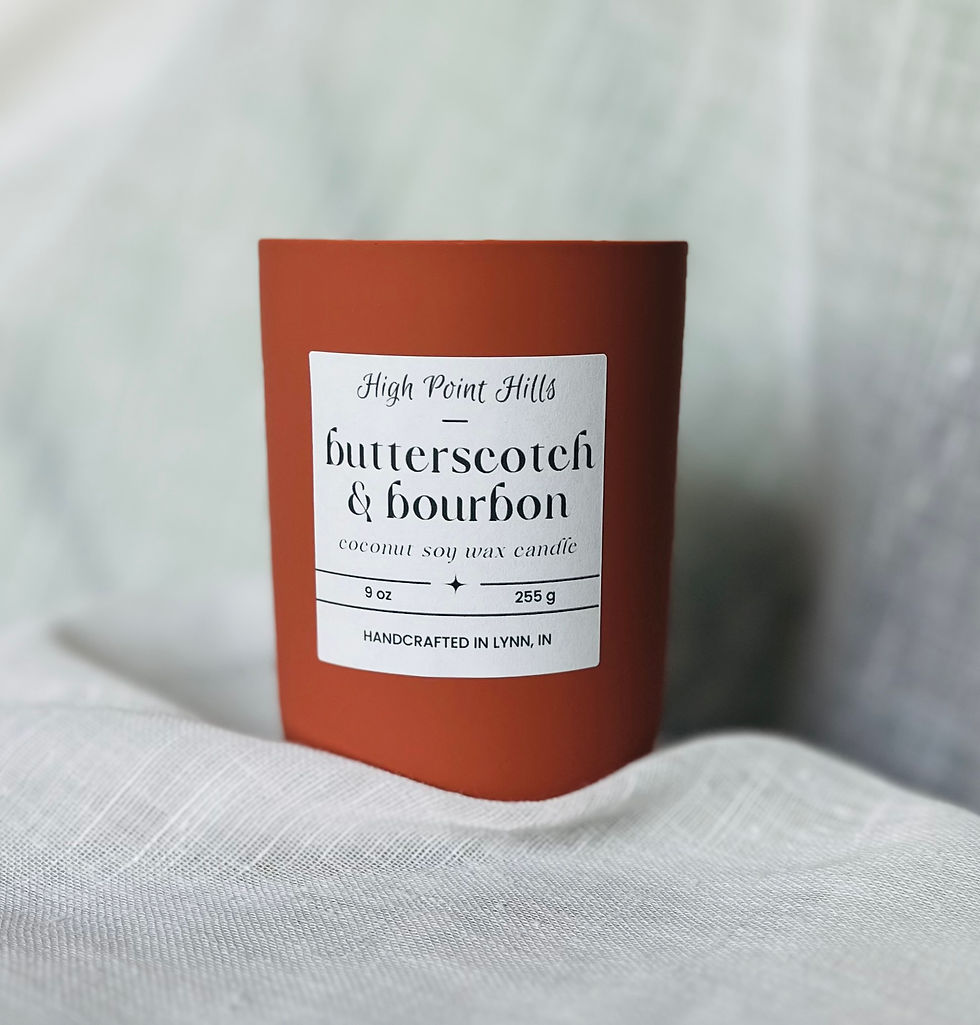 High Point Hills
butterscotch
& bourbon
coconut soy wax candle
9 oz 255 g
HANDCRAFTED IN LYNN, IN